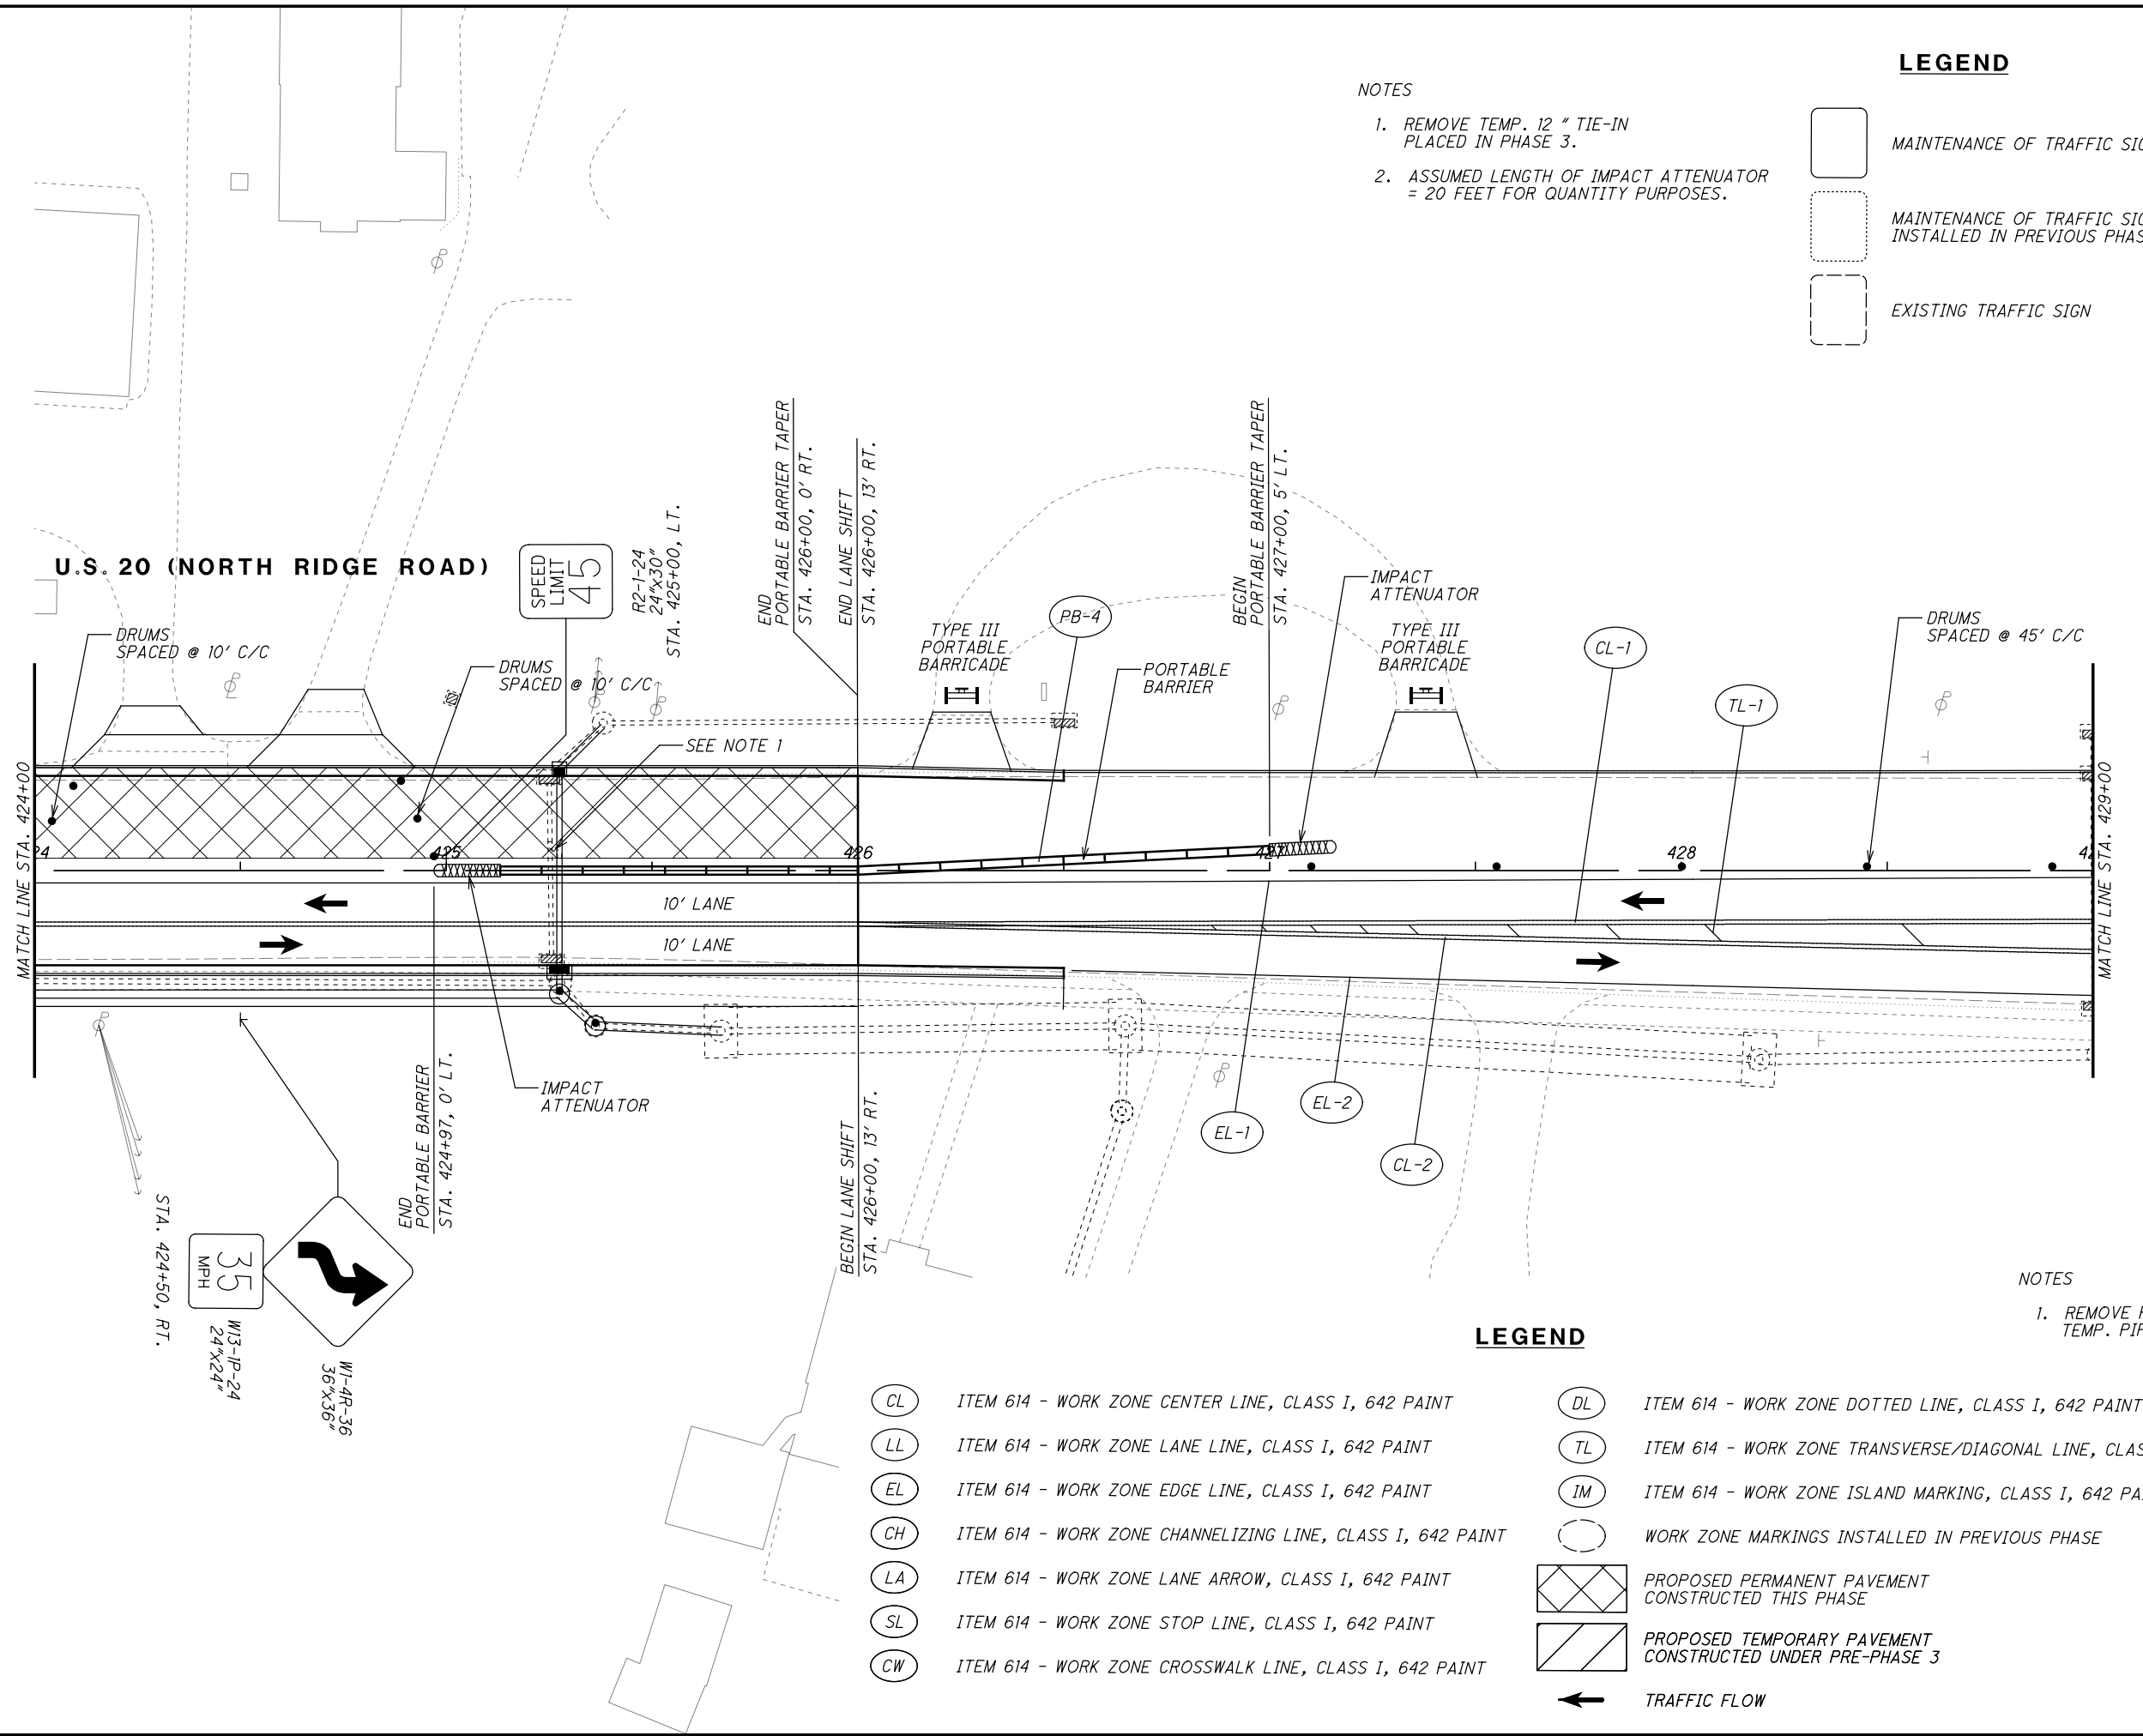 LEGEND
NOTES
1. REMOVE TEMP. 12 " TIE-IN
PLACED IN PHASE 3.
2. ASSUMED LENGTH OF IMPACT ATTENUATOR
= 20 FEET FOR QUANTITY PURPOSES.
MAINTENANCE OF TRAFFIC
MAINTENANCE OF TRAFFIC
INSTALLED IN PREVIOUS
EXISTING TRAFFIC SIGN
U.S. 20 (NORTH RIDGE ROAD)
SPEED
LIMIT
45
R2-1-24
24"x30"
STA. 425+00, LT.
END
PORTABLE BARRIER TAPER
STA. 426+00, 0' RT.
END LANE SHIFT
STA. 426+00, 13' RT.
BEGIN
PORTABLE BARRIER TAPER
STA. 427+00, 5' LT.
IMPACT
ATTENUATOR
DRUMS
SPACED @ 10' C/C
DRUMS
SPACED @ 10' C/C
TYPE III
PORTABLE
BARRICADE
PB-4
PORTABLE
BARRIER
TYPE III
PORTABLE
BARRICADE
CL-1
TL-1
DRUMS
SPACED @ 45' C/C
SEE NOTE 1
MATCH LINE STA. 424+00
MATCH LINE STA. 429+00
425
426
427
428
10' LANE
10' LANE
END
PORTABLE BARRIER
STA. 424+97, 0' LT.
IMPACT
ATTENUATOR
BEGIN LANE SHIFT
STA. 426+00, 13' RT.
EL-1
EL-2
CL-2
STA. 424+50, RT.
35
MPH
W13-1P-24
24"x24"
W1-4R-36
36"x36"
NOTES
1. REMOVE
TEMP.
LEGEND
CL ITEM 614 - WORK ZONE CENTER LINE, CLASS I, 642 PAINT
LL ITEM 614 - WORK ZONE LANE LINE, CLASS I, 642 PAINT
EL ITEM 614 - WORK ZONE EDGE LINE, CLASS I, 642 PAINT
CH ITEM 614 - WORK ZONE CHANNELIZING LINE, CLASS I, 642 PAINT
LA ITEM 614 - WORK ZONE LANE ARROW, CLASS I, 642 PAINT
SL ITEM 614 - WORK ZONE STOP LINE, CLASS I, 642 PAINT
CW ITEM 614 - WORK ZONE CROSSWALK LINE, CLASS I, 642 PAINT
DL ITEM 614 - WORK ZONE DOTTED LINE, CLASS I, 642 PAINT
TL ITEM 614 - WORK ZONE TRANSVERSE/DIAGONAL LINE,
IM ITEM 614 - WORK ZONE ISLAND MARKING, CLASS I, 642
WORK ZONE MARKINGS INSTALLED IN PREVIOUS PHASE
PROPOSED PERMANENT PAVEMENT
CONSTRUCTED THIS PHASE
PROPOSED TEMPORARY PAVEMENT
CONSTRUCTED UNDER PRE-PHASE 3
TRAFFIC FLOW